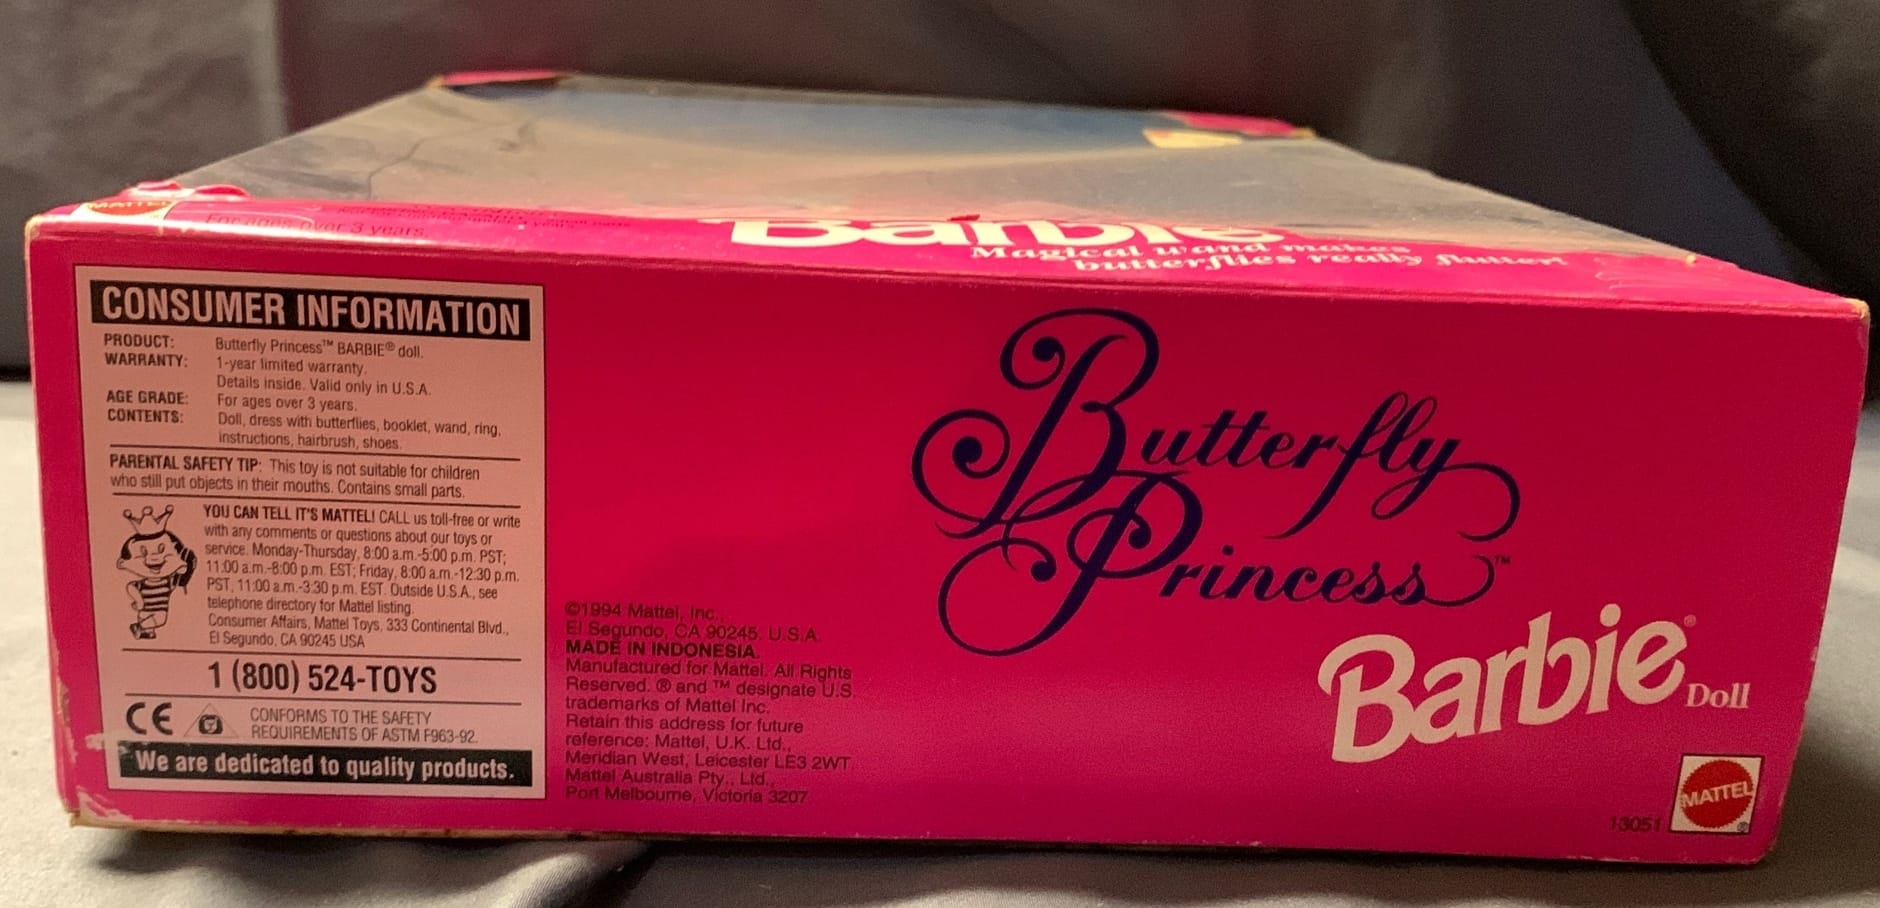 MATTEL
For ages over 3 years.
Barbie
Magical wand makes
butterflies really flutter!
CONSUMER INFORMATION
PRODUCT: Butterfly Princess™ BARBIE® doll.
WARRANTY: 1-year limited warranty.
Details inside. Valid only in U.S.A.
AGE GRADE: For ages over 3 years.
CONTENTS: Doll, dress with butterflies, booklet, wand, ring,
instructions, hairbrush, shoes.
PARENTAL SAFETY TIP: This toy is not suitable for children
who still put objects in their mouths. Contains small parts.
YOU CAN TELL IT'S MATTEL! CALL us toll-free or write
with any comments or questions about our toys or
service. Monday-Thursday, 8:00 a.m.-5:00 p.m. PST;
11:00 a.m.-8:00 p.m. EST; Friday, 8:00 a.m.-12:30 p.m.
PST, 11:00 a.m.-3:30 p.m. EST. Outside U.S.A., see
telephone directory for Mattel listing.
Consumer Affairs, Mattel Toys, 333 Continental Blvd.,
El Segundo, CA 90245 USA
1 (800) 524-TOYS
CE
CONFORMS TO THE SAFETY
REQUIREMENTS OF ASTM F963-92.
We are dedicated to quality products.
©1994 Mattel, Inc.,
El Segundo, CA 90245. U.S.A.
MADE IN INDONESIA.
Manufactured for Mattel. All Rights
Reserved. ® and ™ designate U.S.
trademarks of Mattel Inc.
Retain this address for future
reference: Mattel, U.K. Ltd.,
Meridian West, Leicester LE3 2WT.
Mattel Australia Pty., Ltd.,
Port Melbourne, Victoria 3207.
Butterfly
Princess™
Barbie®
Doll
13051
MATTEL®